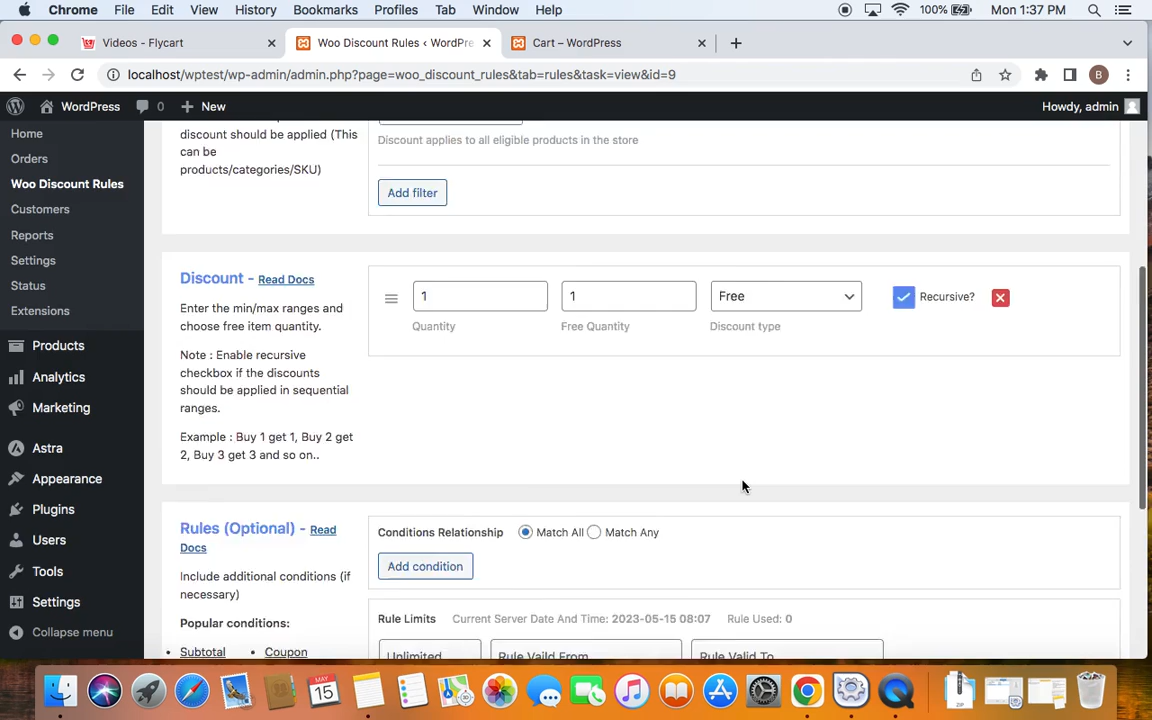 Chrome File Edit View History Bookmarks Profiles Tab Window Help 100% Mon 1:37 PM
Videos - Flycart Woo Discount Rules ‹ WordPre Cart – WordPress
localhost/wptest/wp-admin/admin.php?page=woo_discount_rules&tab=rules&task=view&id=9 B
WordPress 0 New Howdy, admin
Home
Orders
Woo Discount Rules
Customers
Reports
Settings
Status
Extensions
Products
Analytics
Marketing
Astra
Appearance
Plugins
Users
Tools
Settings
Collapse menu
discount should be applied (This
can be
products/categories/SKU)
Discount applies to all eligible products in the store
Add filter
Discount - Read Docs
Enter the min/max ranges and
choose free item quantity.
Note : Enable recursive
checkbox if the discounts
should be applied in sequential
ranges.
Example : Buy 1 get 1, Buy 2 get
2, Buy 3 get 3 and so on..
1 1 Free Recursive?
Quantity Free Quantity Discount type
Rules (Optional) - Read
Docs
Include additional conditions (if
necessary)
Popular conditions:
Subtotal Coupon
Conditions Relationship Match All Match Any
Add condition
Rule Limits Current Server Date And Time: 2023-05-15 08:07 Rule Used: 0
Unlimited Rule Vaild From Rule Valid To
MAY
15
ZIP